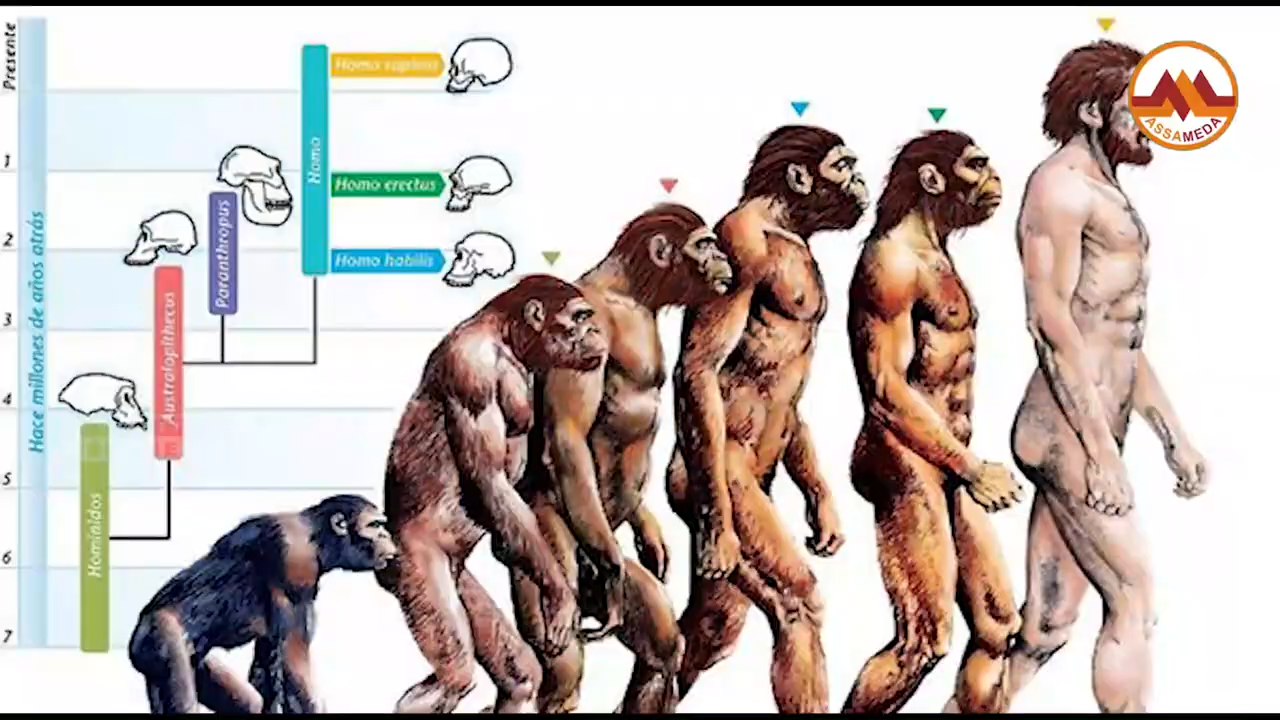 Presente
1
2
3
4
5
6
7
Hace millones de años atrás
Homínidos
Australopithecus
Paranthropus
Homo
Homo sapiens
Homo erectus
Homo habilis
ASSAMEDA